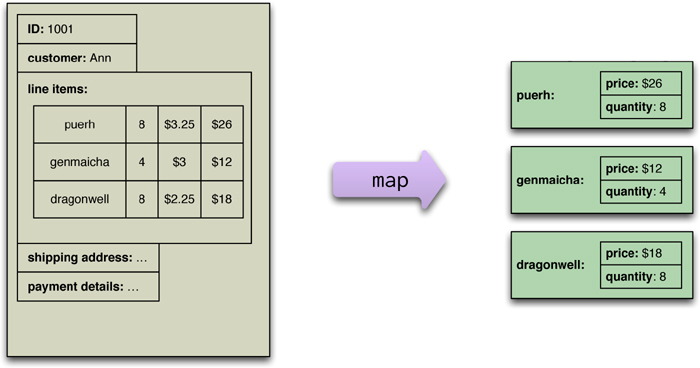 ID: 1001
customer: Ann
line items:
puerh 8 $3.25 $26
genmaicha 4 $3 $12
dragonwell 8 $2.25 $18
shipping address: ...
payment details: ...
map
puerh:
price: $26
quantity: 8
genmaicha:
price: $12
quantity: 4
dragonwell:
price: $18
quantity: 8